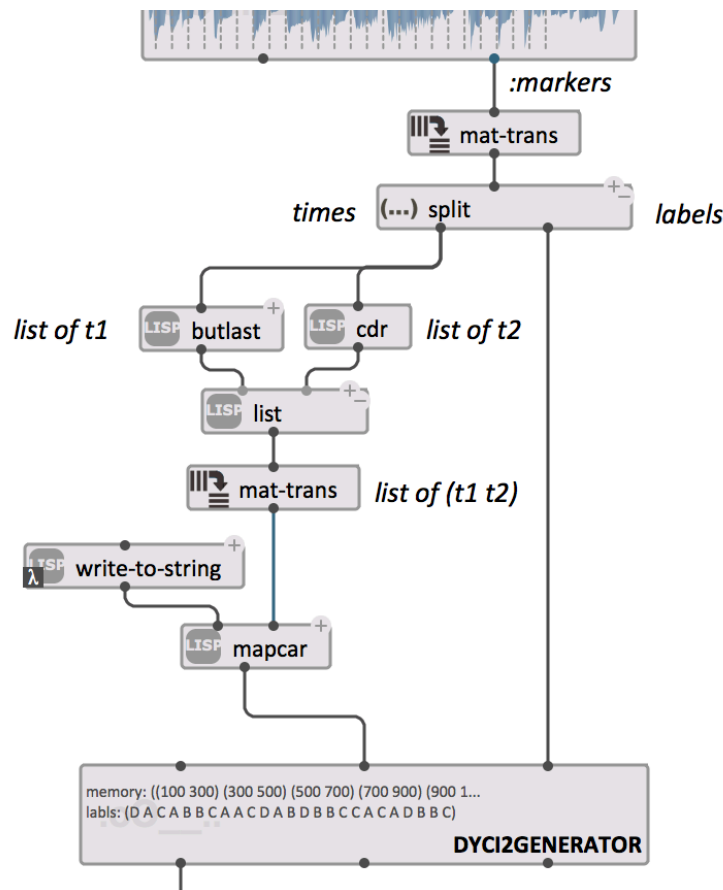 :markers
mat-trans
times
(...) split
labels
list of t1
LISP butlast
LISP cdr
list of t2
LISP list
mat-trans
list of (t1 t2)
LISP λ write-to-string
LISP mapcar
memory: ((100 300) (300 500) (500 700) (700 900) (900 1...
labls: (D A C A B B C A A C D A B D B B C C A C A D B B C)
DYCI2GENERATOR